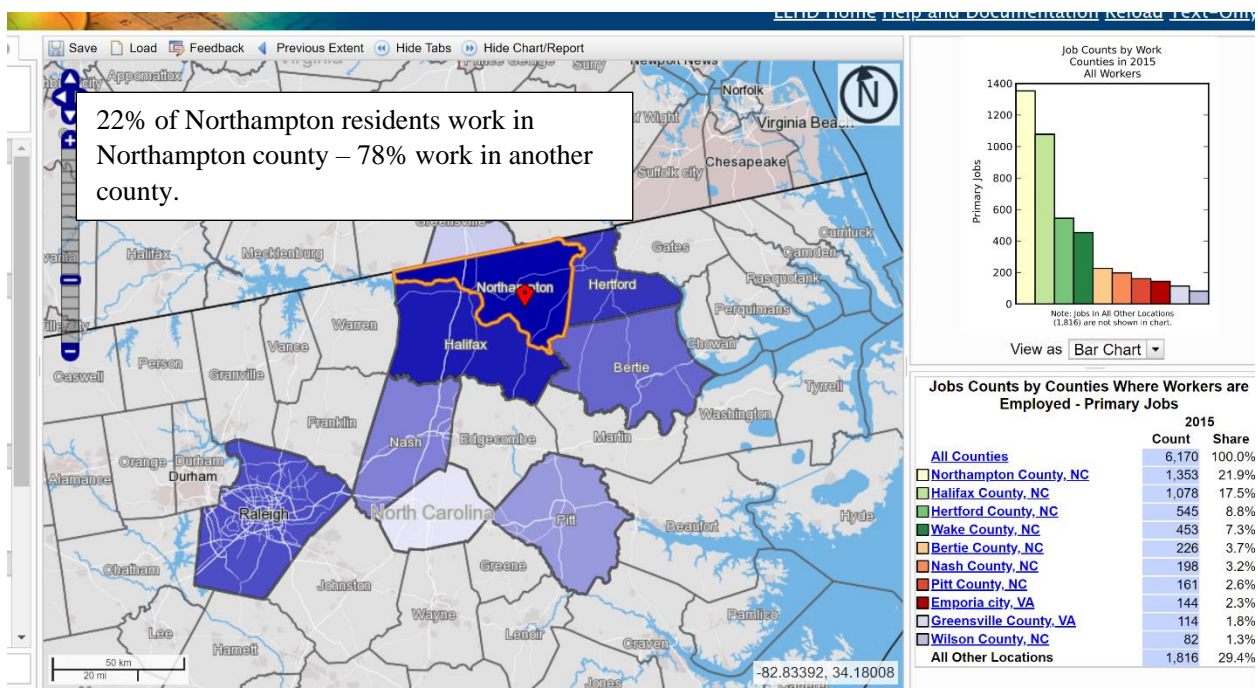 LEHD Home Help and Documentation Reload Text-Only
Save Load Feedback Previous Extent Hide Tabs Hide Chart/Report
22% of Northampton residents work in
Northampton county – 78% work in another
county.
N
Appomattox
Virginia
Prince George
Surry
Newport News
Norfolk
of Wight
Virginia Beach
Suffolk city
Chesapeake
Greensville
Halifax
Mecklenburg
Gates
Currituck
Camden
Pasquotank
Northampton
Hertford
Perquimans
Person
Vance
Warren
Halifax
Chowan
Caswell
Granville
Bertie
Tyrrell
Franklin
Nash
Edgecombe
Martin
Washington
Orange
Durham
Alamance
Durham
Raleigh
North Carolina
Pitt
Beaufort
Hyde
Chatham
Johnston
Greene
Wayne
Pamlico
Lee
Harnett
Lenoir
Craven
Jones
50 km
20 mi
-82.83392, 34.18008
Job Counts by Work
Counties in 2015
All Workers
Primary Jobs
1400
1200
1000
800
600
400
200
0
Note: Jobs in All Other Locations
(1,816) are not shown in chart.
View as Bar Chart
Jobs Counts by Counties Where Workers are
Employed - Primary Jobs
2015
Count Share
All Counties 6,170 100.0%
Northampton County, NC 1,353 21.9%
Halifax County, NC 1,078 17.5%
Hertford County, NC 545 8.8%
Wake County, NC 453 7.3%
Bertie County, NC 226 3.7%
Nash County, NC 198 3.2%
Pitt County, NC 161 2.6%
Emporia city, VA 144 2.3%
Greensville County, VA 114 1.8%
Wilson County, NC 82 1.3%
All Other Locations 1,816 29.4%